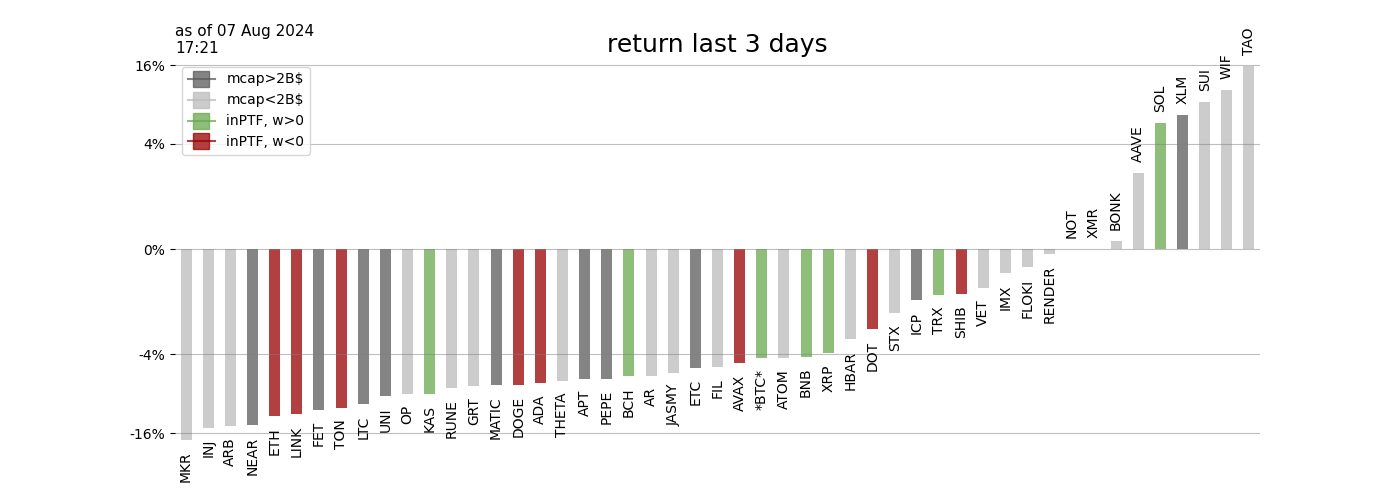 as of 07 Aug 2024
17:21
return last 3 days
16%
4%
0%
-4%
-16%
mcap>2B$
mcap<2B$
inPTF, w>0
inPTF, w<0
MKR
INJ
ARB
NEAR
ETH
LINK
FET
TON
LTC
UNI
OP
KAS
RUNE
GRT
MATIC
DOGE
ADA
THETA
APT
PEPE
BCH
AR
JASMY
ETC
FIL
AVAX
*BTC*
ATOM
BNB
XRP
HBAR
DOT
STX
ICP
TRX
SHIB
VET
IMX
FLOKI
RENDER
NOT
XMR
BONK
AAVE
SOL
XLM
SUI
WIF
TAO